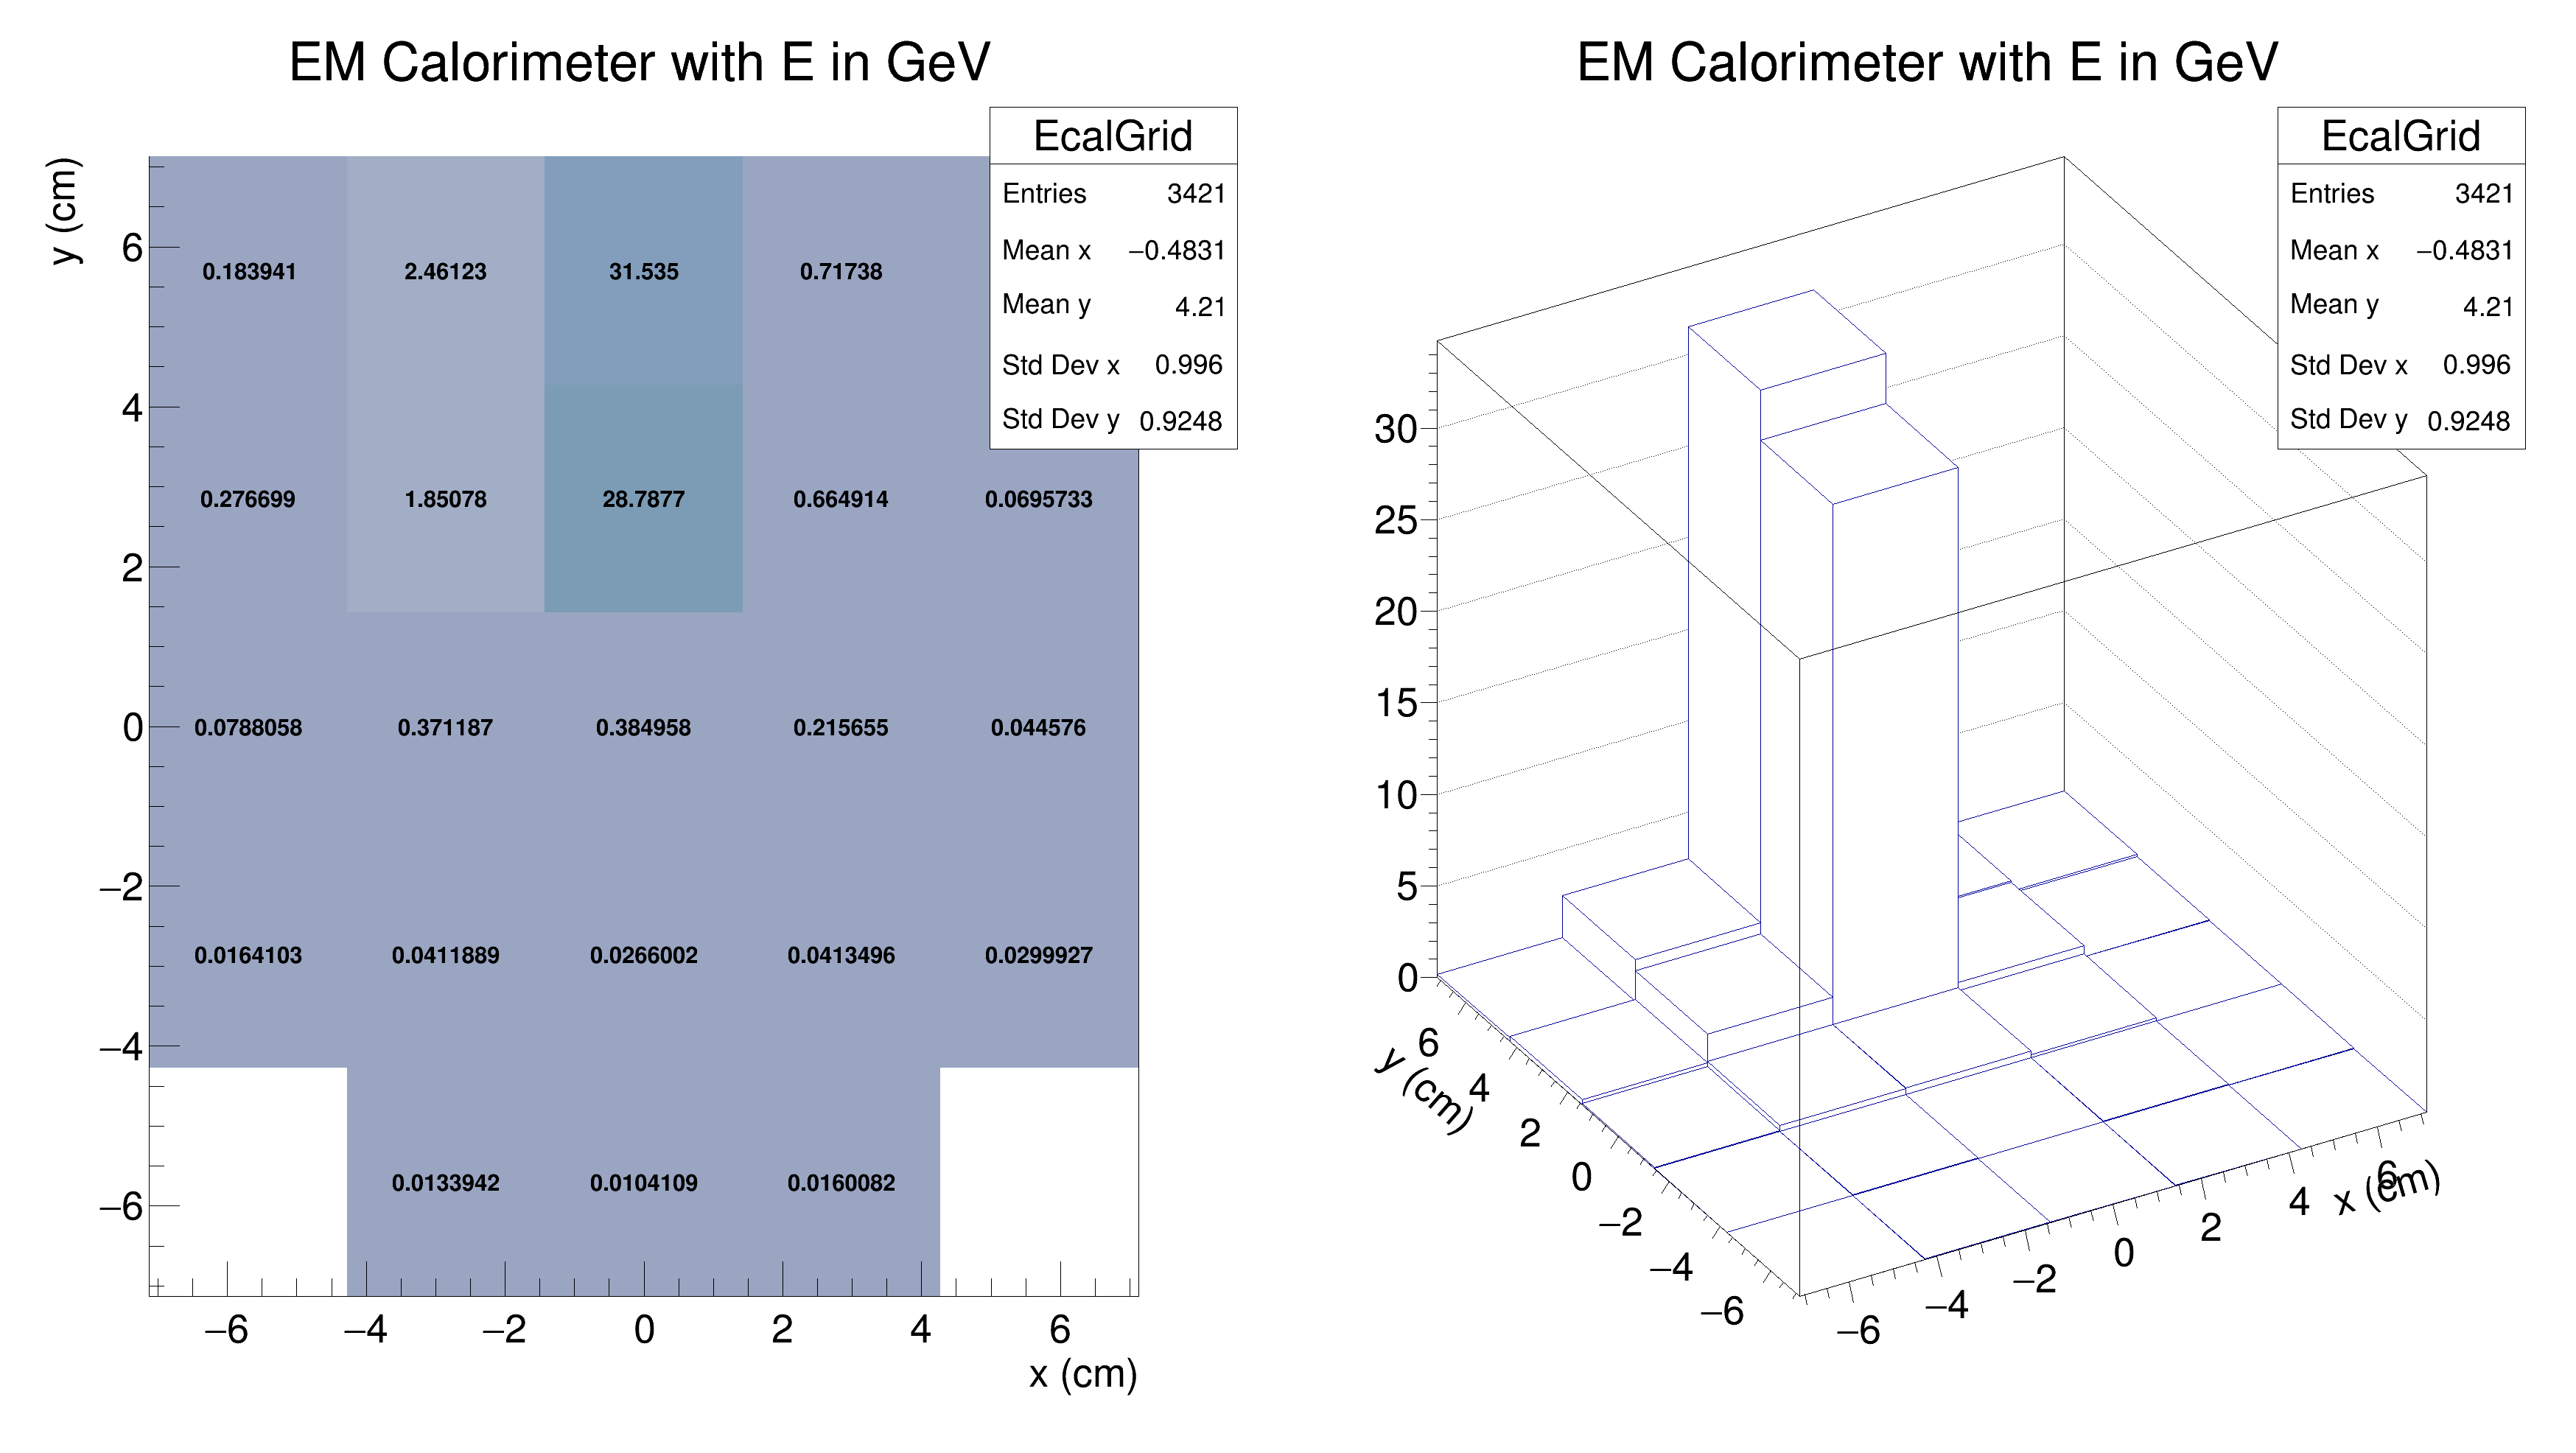 EM Calorimeter with E in GeV
EcalGrid
Entries 3421
Mean x −0.4831
Mean y 4.21
Std Dev x 0.996
Std Dev y 0.9248
y (cm)
6
4
2
0
−2
−4
−6
0.183941 2.46123 31.535 0.71738
0.276699 1.85078 28.7877 0.664914 0.0695733
0.0788058 0.371187 0.384958 0.215655 0.044576
0.0164103 0.0411889 0.0266002 0.0413496 0.0299927
0.0133942 0.0104109 0.0160082
−6 −4 −2 0 2 4 6
x (cm)
EM Calorimeter with E in GeV
EcalGrid
Entries 3421
Mean x −0.4831
Mean y 4.21
Std Dev x 0.996
Std Dev y 0.9248
30
25
20
15
10
5
0
6
4
2
0
−2
−4
−6
y (cm)
−6 −4 −2 0 2 4 6
x (cm)